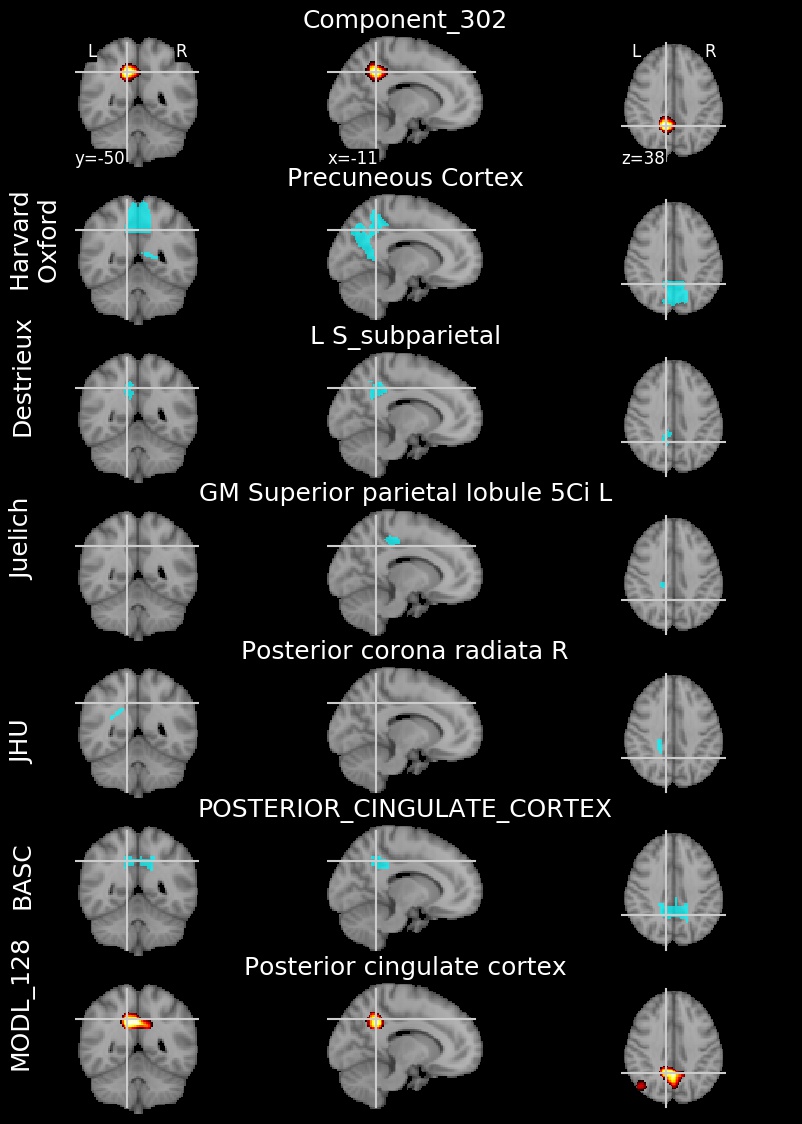 Component_302
L R L R
y=-50 x=-11 z=38
Precuneous Cortex
Harvard
Oxford
L S_subparietal
Destrieux
GM Superior parietal lobule 5Ci L
Juelich
Posterior corona radiata R
JHU
POSTERIOR_CINGULATE_CORTEX
BASC
Posterior cingulate cortex
MODL_128